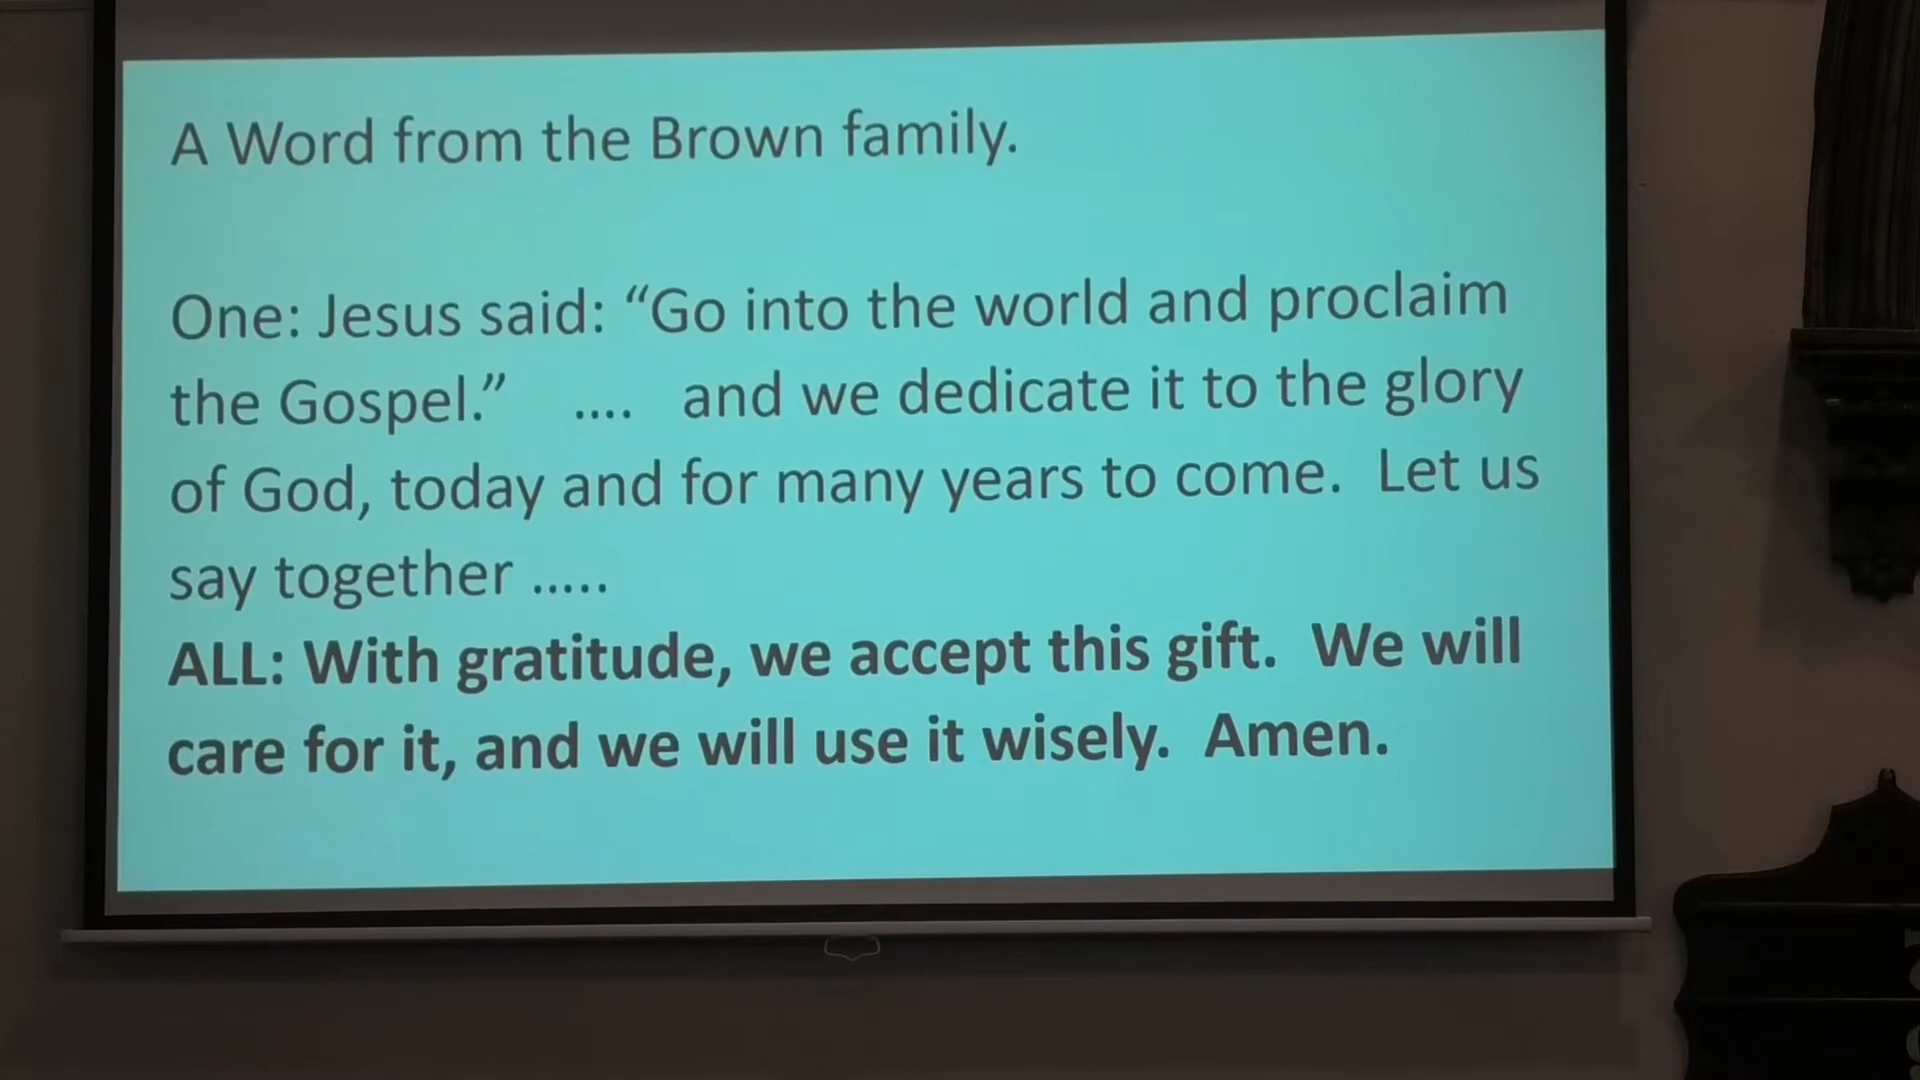 A Word from the Brown family.
One: Jesus said: “Go into the world and proclaim
the Gospel.” .... and we dedicate it to the glory
of God, today and for many years to come. Let us
say together .....
ALL: With gratitude, we accept this gift. We will
care for it, and we will use it wisely. Amen.